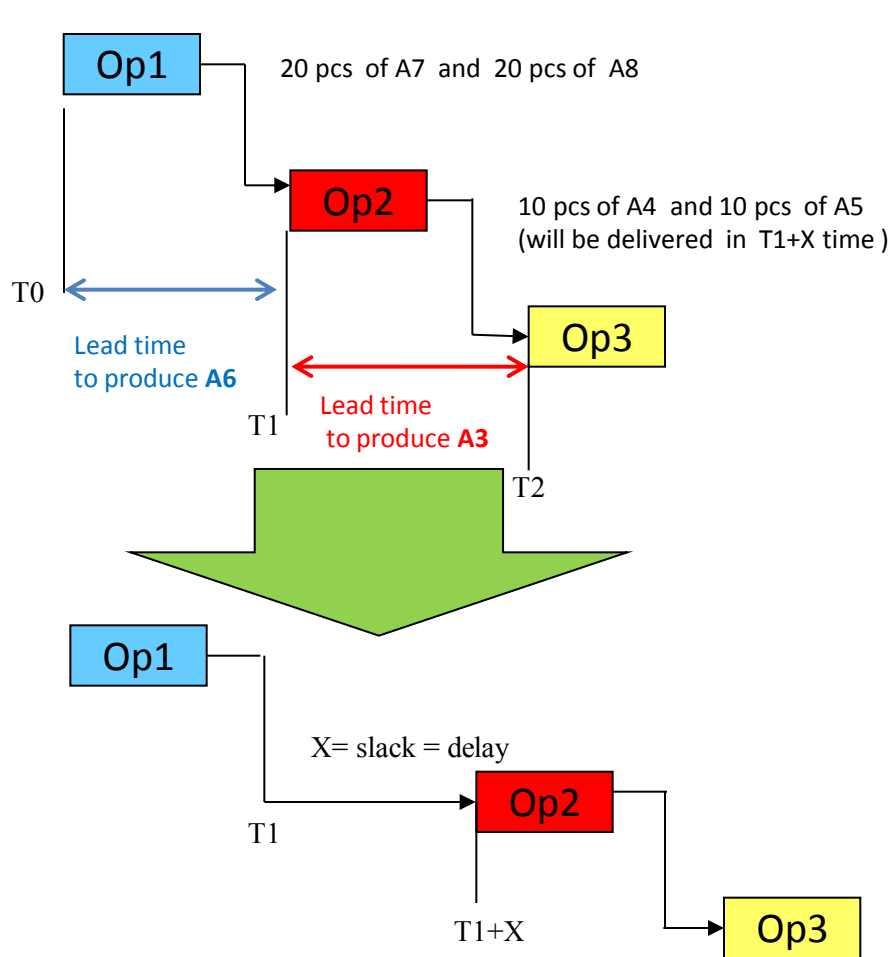 Op1
20 pcs of A7 and 20 pcs of A8
Op2
10 pcs of A4 and 10 pcs of A5
(will be delivered in T1+X time )
T0
Op3
Lead time
to produce A6
Lead time
to produce A3
T1
T2
Op1
X= slack = delay
Op2
T1
T1+X
Op3